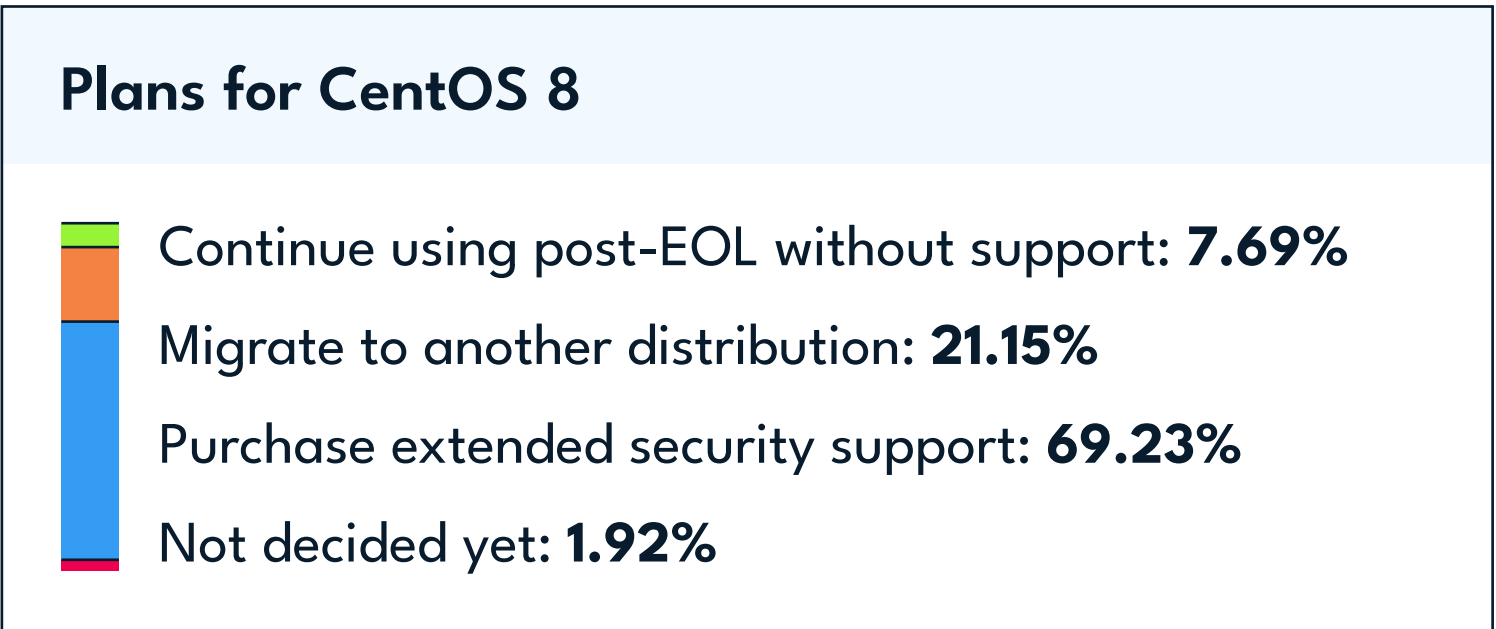 Plans for CentOS 8
Continue using post-EOL without support: 7.69%
Migrate to another distribution: 21.15%
Purchase extended security support: 69.23%
Not decided yet: 1.92%